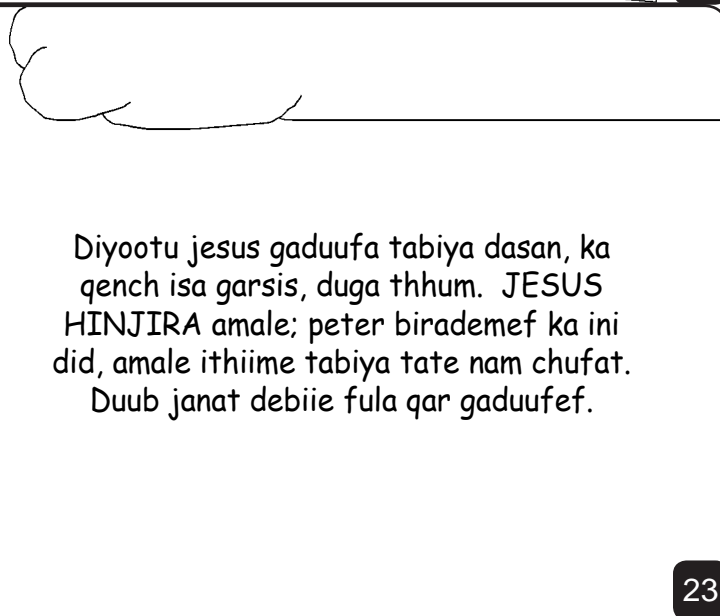 Diyootu jesus gaduufa tabiya dasan, ka
qench isa garsis, duga thhum.  JESUS
HINJIRA amale; peter birademef ka ini
did, amale ithiime tabiya tate nam chufat.
Duub janat debiie fula qar gaduufef.
23